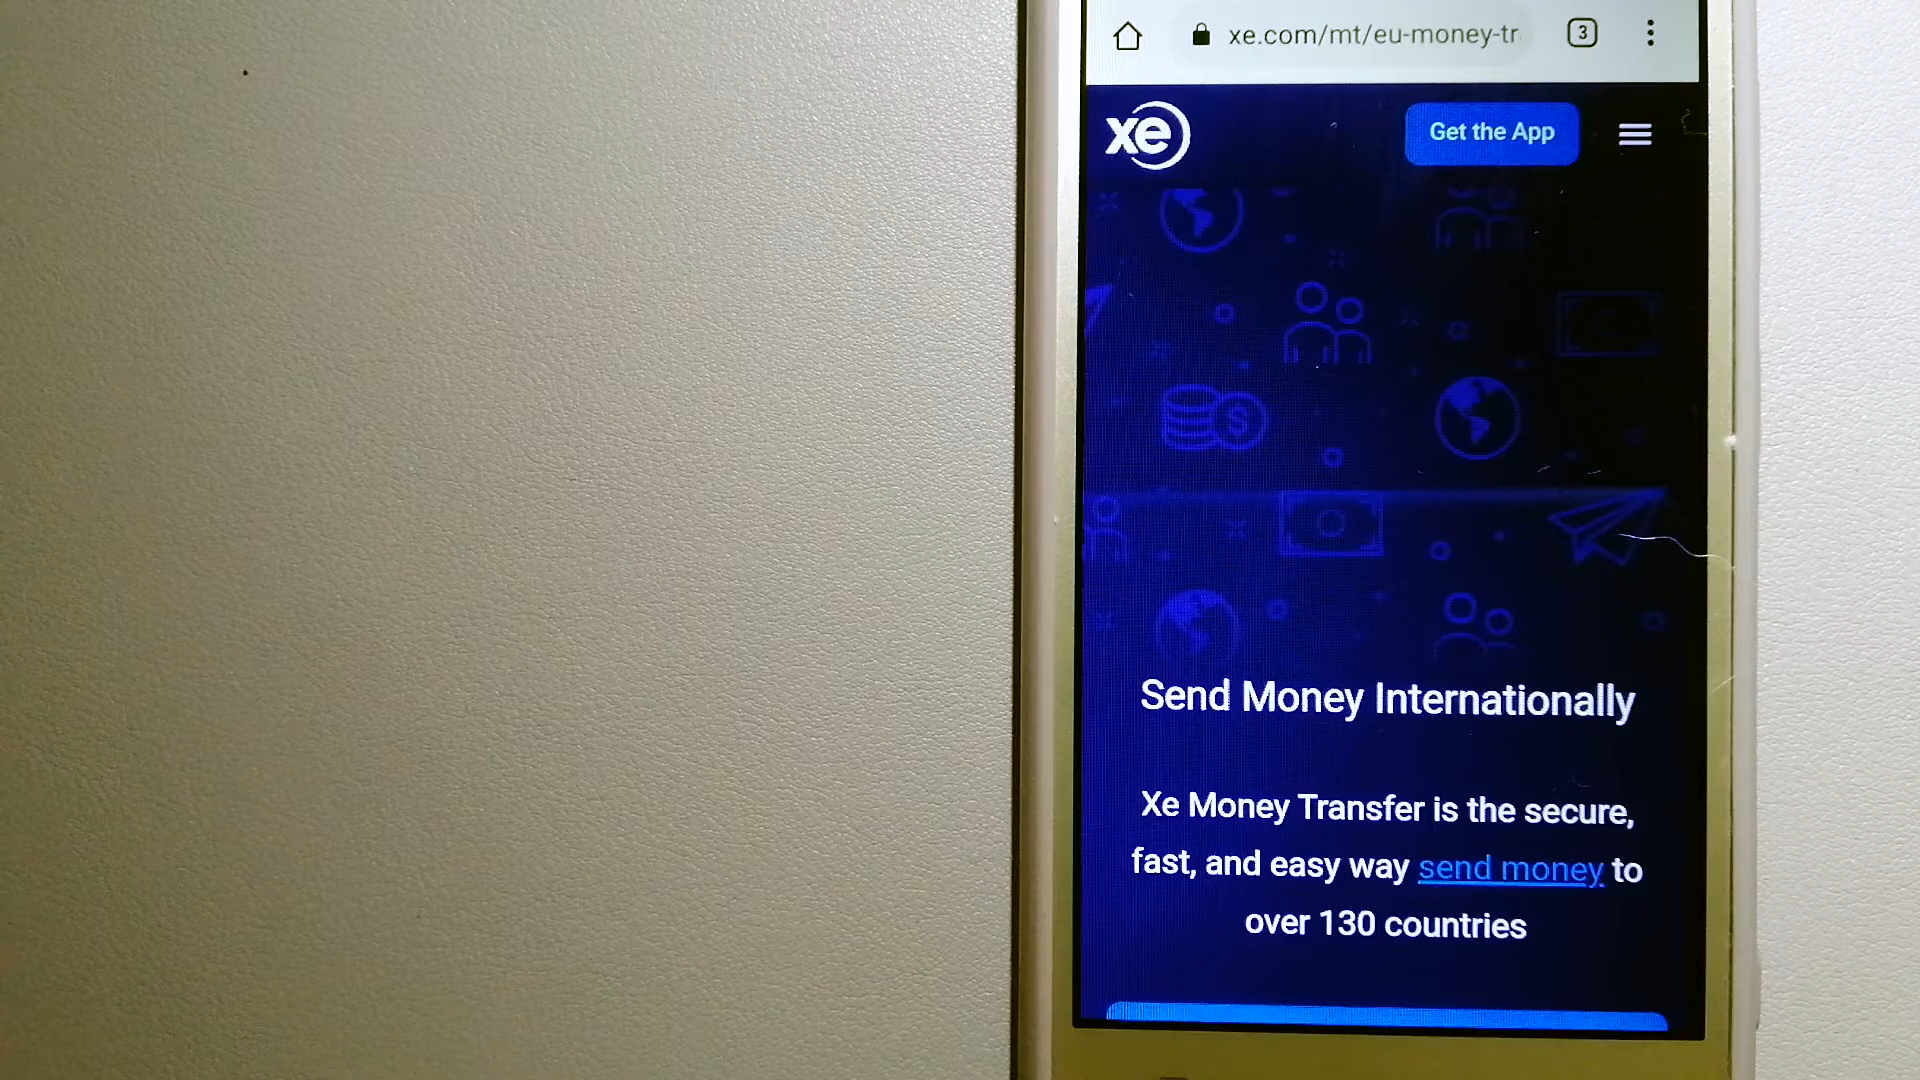 xe.com/mt/eu-money-tr
3
xe
Get the App
$
Send Money Internationally
Xe Money Transfer is the secure,
fast, and easy way send money to
over 130 countries